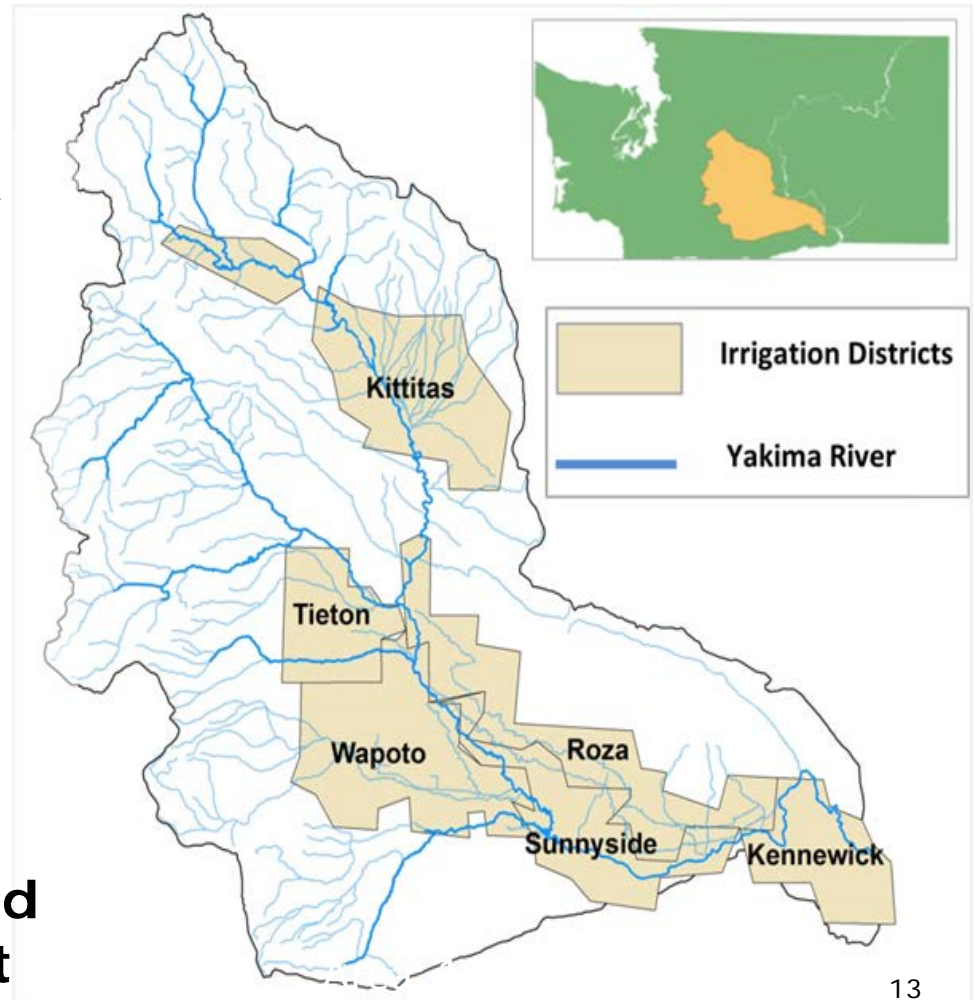 Irrigation Districts
Yakima River
Kittitas
Tieton
Wapoto
Roza
Sunnyside
Kennewick
d
t
13